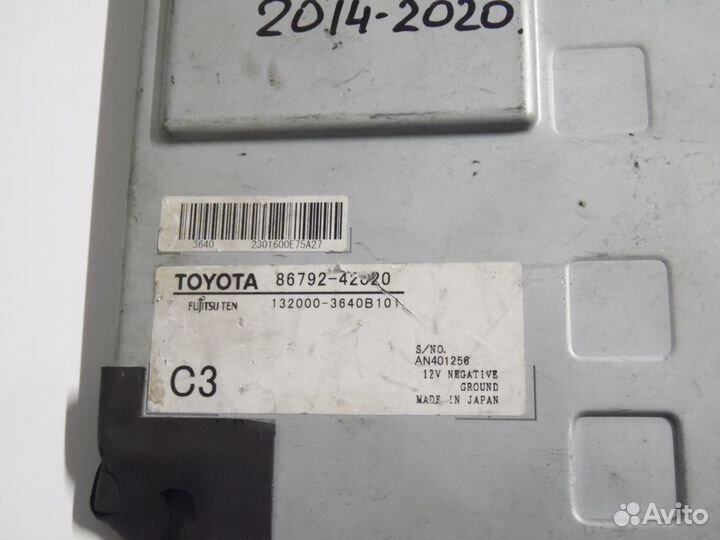 2014-2020
3640 2301600E75A27
TOYOTA 86792-42020
FUJITSU TEN 132000-3640B101
S/NO.
AN401256
C3
12V NEGATIVE
GROUND
MADE IN JAPAN
Avito